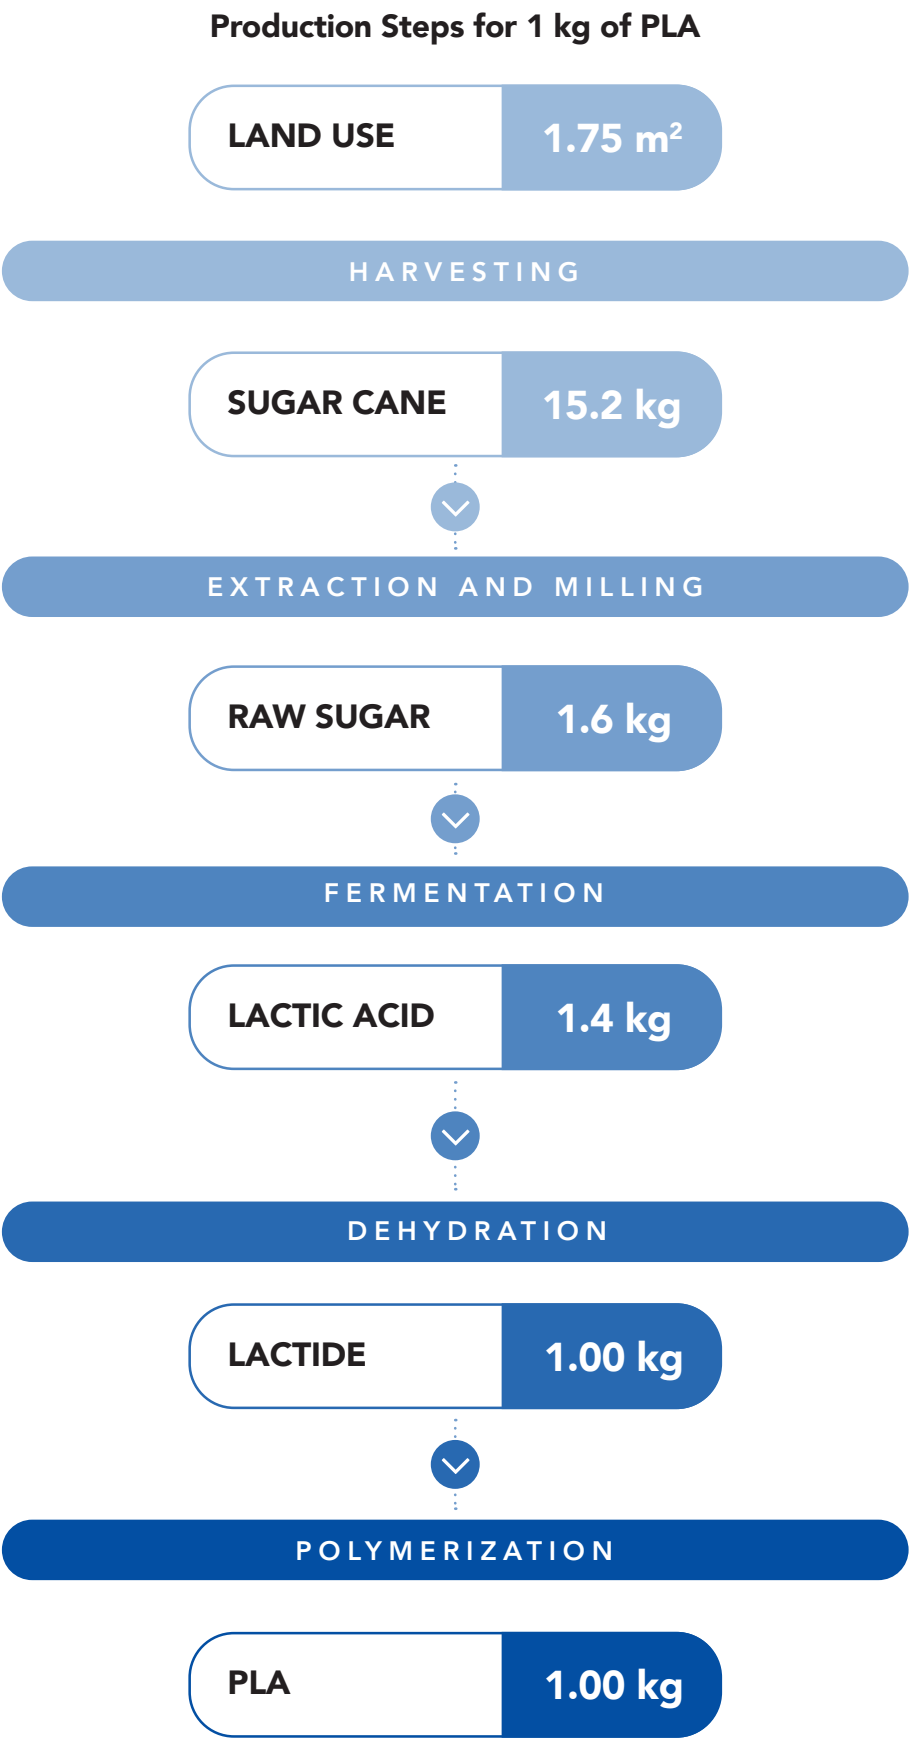 Production Steps for 1 kg of PLA
LAND USE 1.75 m²
HARVESTING
SUGAR CANE 15.2 kg
EXTRACTION AND MILLING
RAW SUGAR 1.6 kg
FERMENTATION
LACTIC ACID 1.4 kg
DEHYDRATION
LACTIDE 1.00 kg
POLYMERIZATION
PLA 1.00 kg